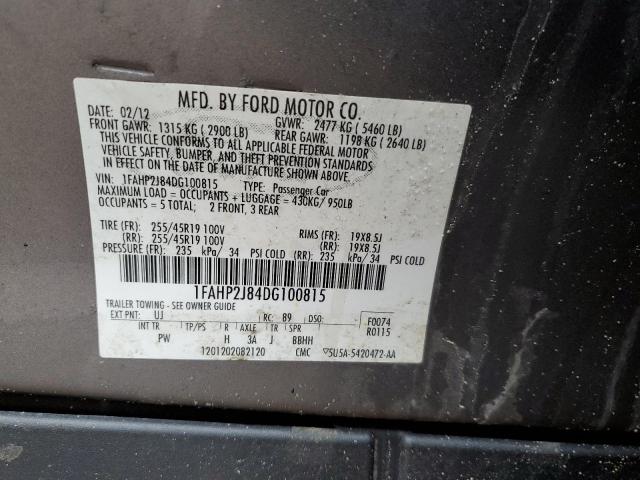 MFD. BY FORD MOTOR CO.
DATE: 02/12 GVWR: 2477 KG ( 5460 LB)
FRONT GAWR: 1315 KG ( 2900 LB) REAR GAWR: 1198 KG ( 2640 LB)
THIS VEHICLE CONFORMS TO ALL APPLICABLE FEDERAL MOTOR
VEHICLE SAFETY, BUMPER, AND THEFT PREVENTION STANDARDS
IN EFFECT ON THE DATE OF MANUFACTURE SHOWN ABOVE.
VIN: 1FAHP2J84DG100815 TYPE: Passenger Car
MAXIMUM LOAD = OCCUPANTS + LUGGAGE = 430KG/ 950LB
OCCUPANTS = 5 TOTAL; 2 FRONT, 3 REAR
TIRE (FR): 255/45R19 100V RIMS (FR): 19X8.5J
(RR): 255/45R19 100V (RR): 19X8.5J
PRESSURE (FR): 235 kPa/ 34 PSI COLD (RR): 235 kPa/ 34 PSI COLD
1FAHP2J84DG100815
TRAILER TOWING - SEE OWNER GUIDE
EXT PNT: UJ RC: 89 DSO: F0074
R0115
INT TR TP/PS R AXLE TR SPR
PW H 3A J BBHH
1201202082120 CMC ▽5U5A-5420472-AA